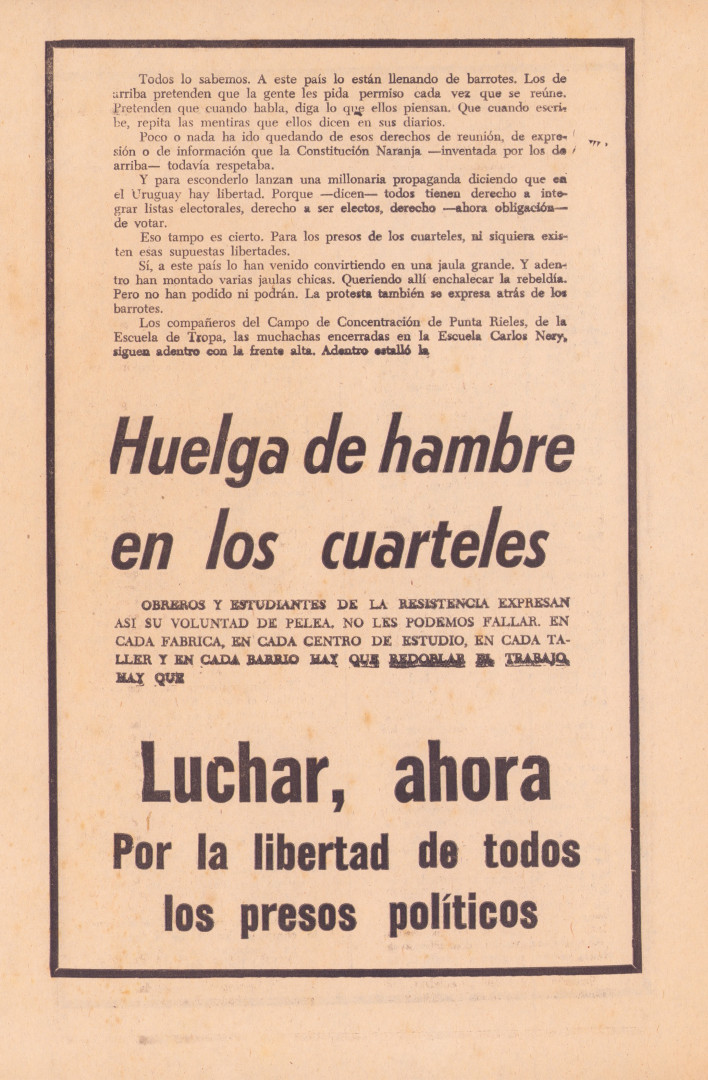 Todo lo sabemos. A este país lo están llenando de barrotes. Los de
arriba pretenden que la gente les pida permiso cada vez que se reúne.
Pretenden que cuando habla, diga lo que ellos piensan. Que cuando escri-
be, repita las mentiras que ellos dicen en sus diarios.
Poco o nada ha ido quedando de esos derechos de reunión, de expre-
sión o de información que la Constitución Naranja —inventada por los de
arriba— todavía respetaba.
Y para esconderlo lanzan una millonaria propaganda diciendo que en
el Uruguay hay libertad. Porque —dicen— todos tienen derecho a inte-
grar listas electorales, derecho a ser electos, derecho —ahora obligación—
de votar.
Eso tampo es cierto. Para los presos de los cuarteles, ni siquiera exis-
ten esas supuestas libertades.
Sí, a este país lo han venido convirtiendo en una jaula grande. Y aden-
tro han montado varias jaulas chicas. Queriendo allí enchalecar la rebeldía.
Pero no han podido ni podrán. La protesta también se expresa atrás de los
barrotes.
Los compañeros del Campo de Concentración de Punta Rieles, de la
Escuela de Tropa, las muchachas encerradas en la Escuela Carlos Nery,
siguen adentro con la frente alta. Adentro estalló la
Huelga de hambre
en los cuarteles
OBREROS Y ESTUDIANTES DE LA RESISTENCIA EXPRESAN
ASI SU VOLUNTAD DE PELEA. NO LES PODEMOS FALLAR. EN
CADA FABRICA, EN CADA CENTRO DE ESTUDIO, EN CADA TA-
LLER Y EN CADA BARRIO HAY QUE REDOBLAR EL TRABAJO,
HAY QUE
Luchar, ahora
Por la libertad de todos
los presos políticos